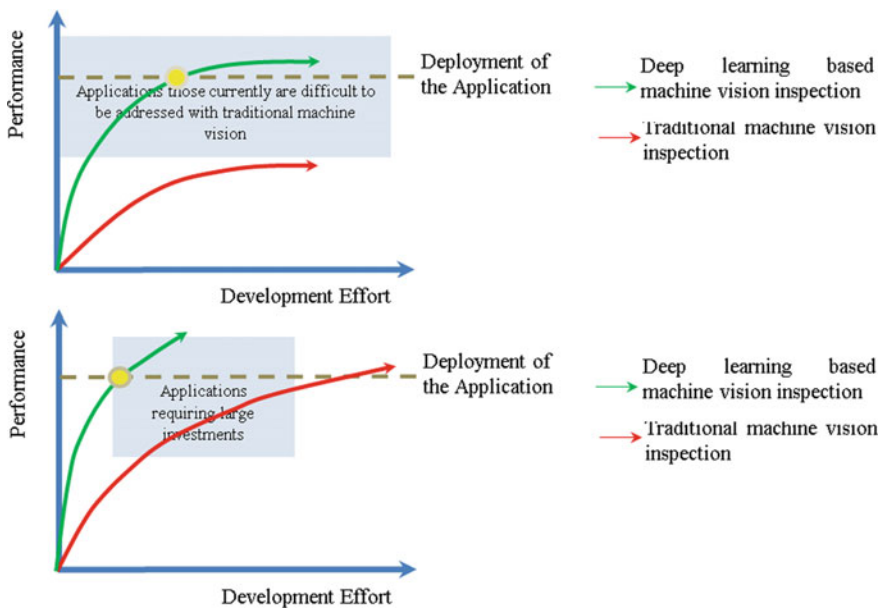 Performance
Applications those currently are difficult to
be addressed with traditional machine
vision
Deployment of
the Application
Deep learning based
machine vision inspection
Traditional machine vision
inspection
Development Effort
Performance
Applications
requiring large
investments
Deployment of
the Application
Deep learning based
machine vision inspection
Traditional machine vision
inspection
Development Effort